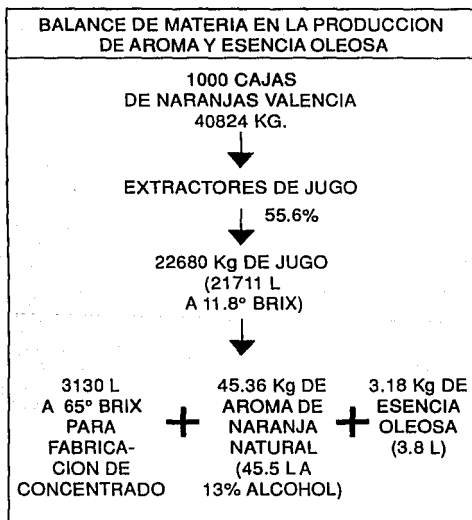 BALANCE DE MATERIA EN LA PRODUCCION
DE AROMA Y ESENCIA OLEOSA
1000 CAJAS
DE NARANJAS VALENCIA
40824 KG.
EXTRACTORES DE JUGO
55.6%
22680 Kg DE JUGO
(21711 L
A 11.8º BRIX)
3130 L
A 65º BRIX
PARA
FABRICA-
CION DE
CONCENTRADO
+
45.36 Kg DE
AROMA DE
NARANJA
NATURAL
(45.5 L A
13% ALCOHOL)
+
3.18 Kg DE
ESENCIA
OLEOSA
(3.8 L)